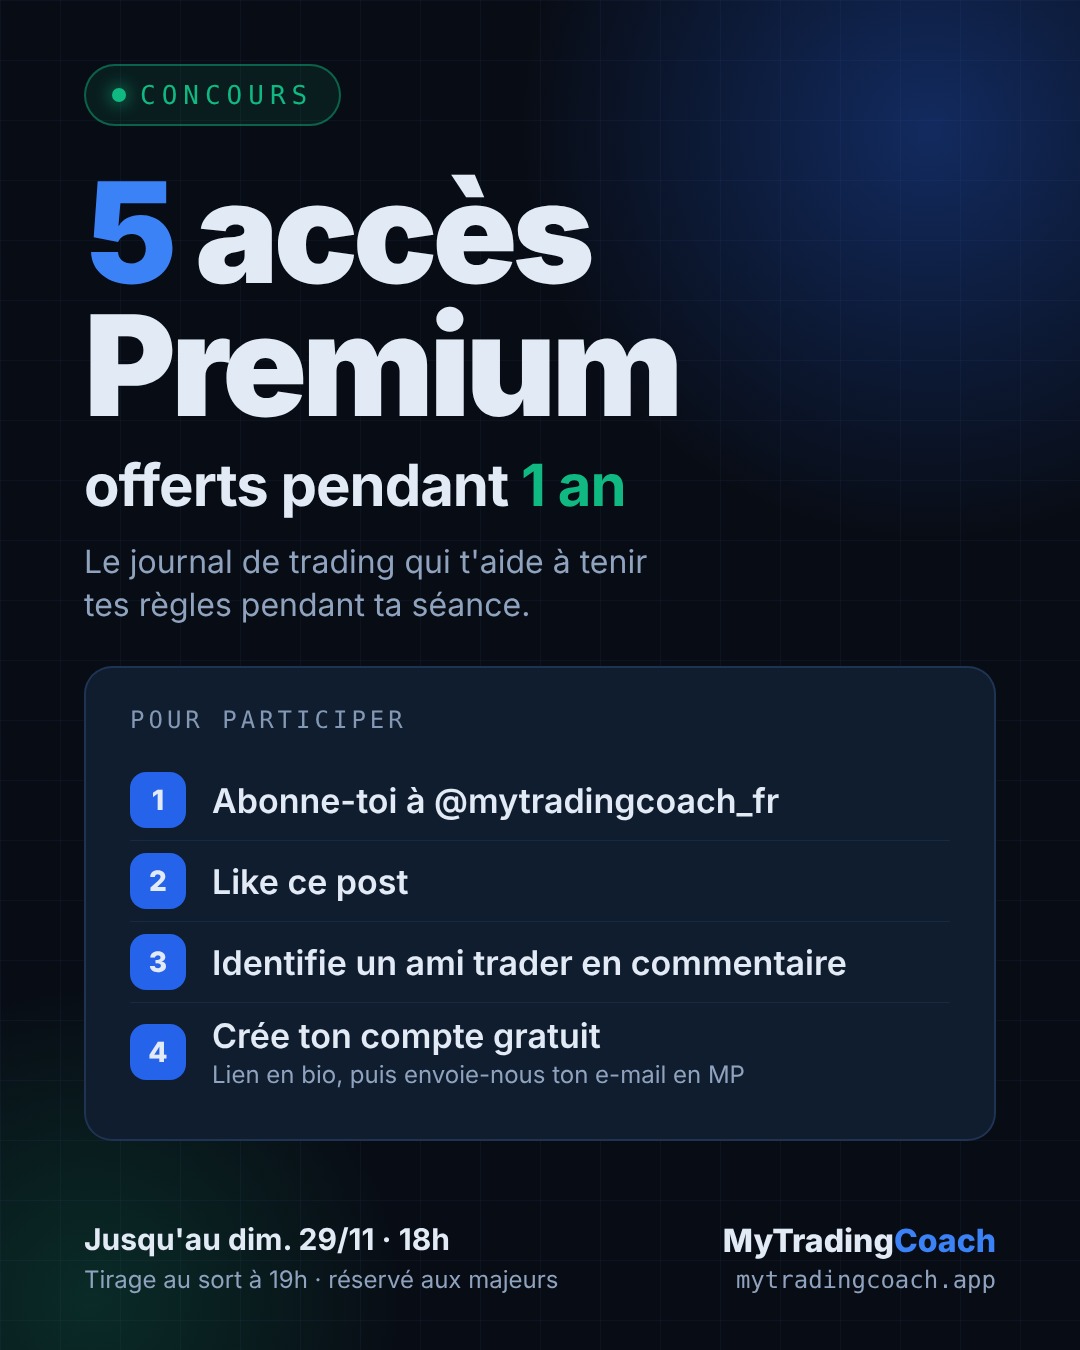 CONCOURS
5 accès
Premium
offerts pendant 1 an
Le journal de trading qui t'aide à tenir
tes règles pendant ta séance.
POUR PARTICIPER
1 Abonne-toi à @mytradingcoach_fr
2 Like ce post
3 Identifie un ami trader en commentaire
4 Crée ton compte gratuit
Lien en bio, puis envoie-nous ton e-mail en MP
Jusqu'au dim. 29/11 · 18h
Tirage au sort à 19h · réservé aux majeurs
MyTradingCoach
mytradingcoach.app